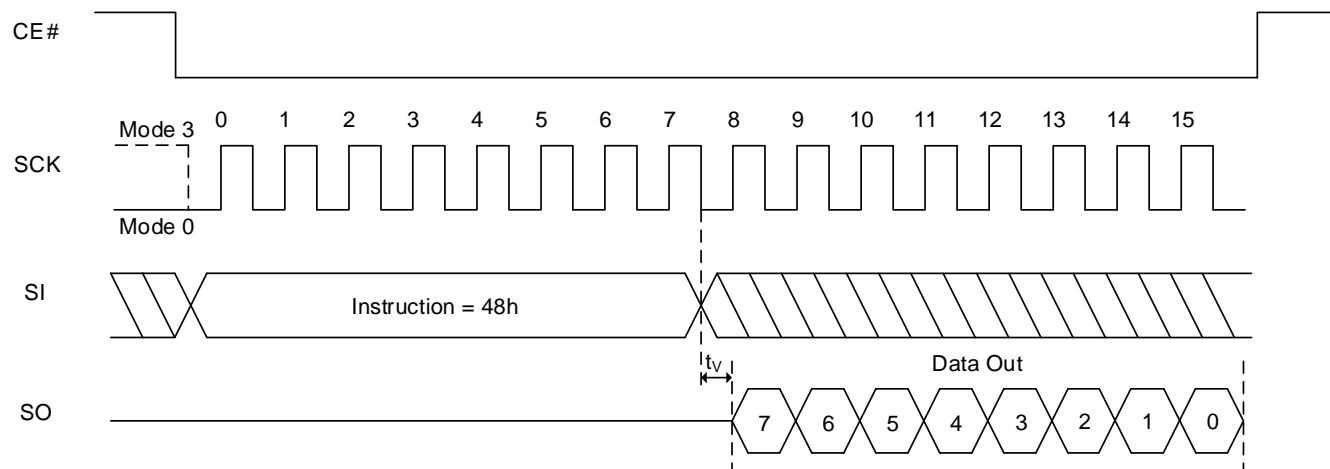 CE#
0 1 2 3 4 5 6 7 8 9 10 11 12 13 14 15
Mode 3
SCK
Mode 0
SI
Instruction = 48h
tV
Data Out
SO
7 6 5 4 3 2 1 0